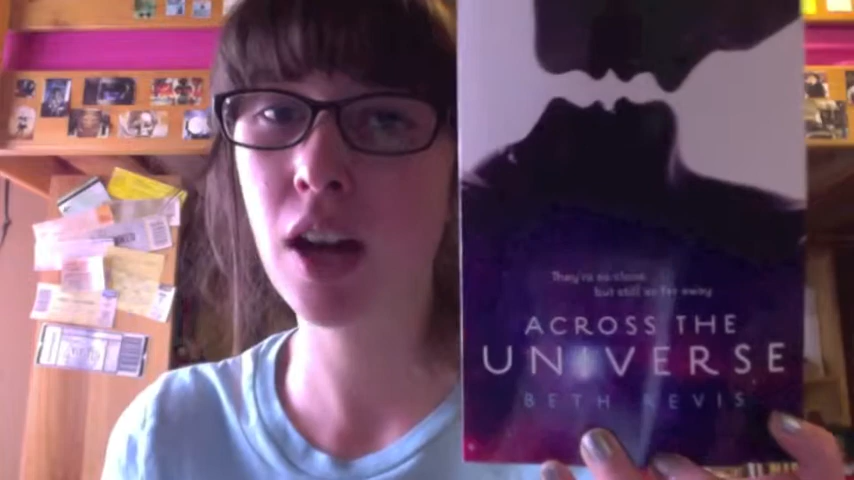 They're so close,
but still so far away
ACROSS THE
UNIVERSE
BETH REVIS